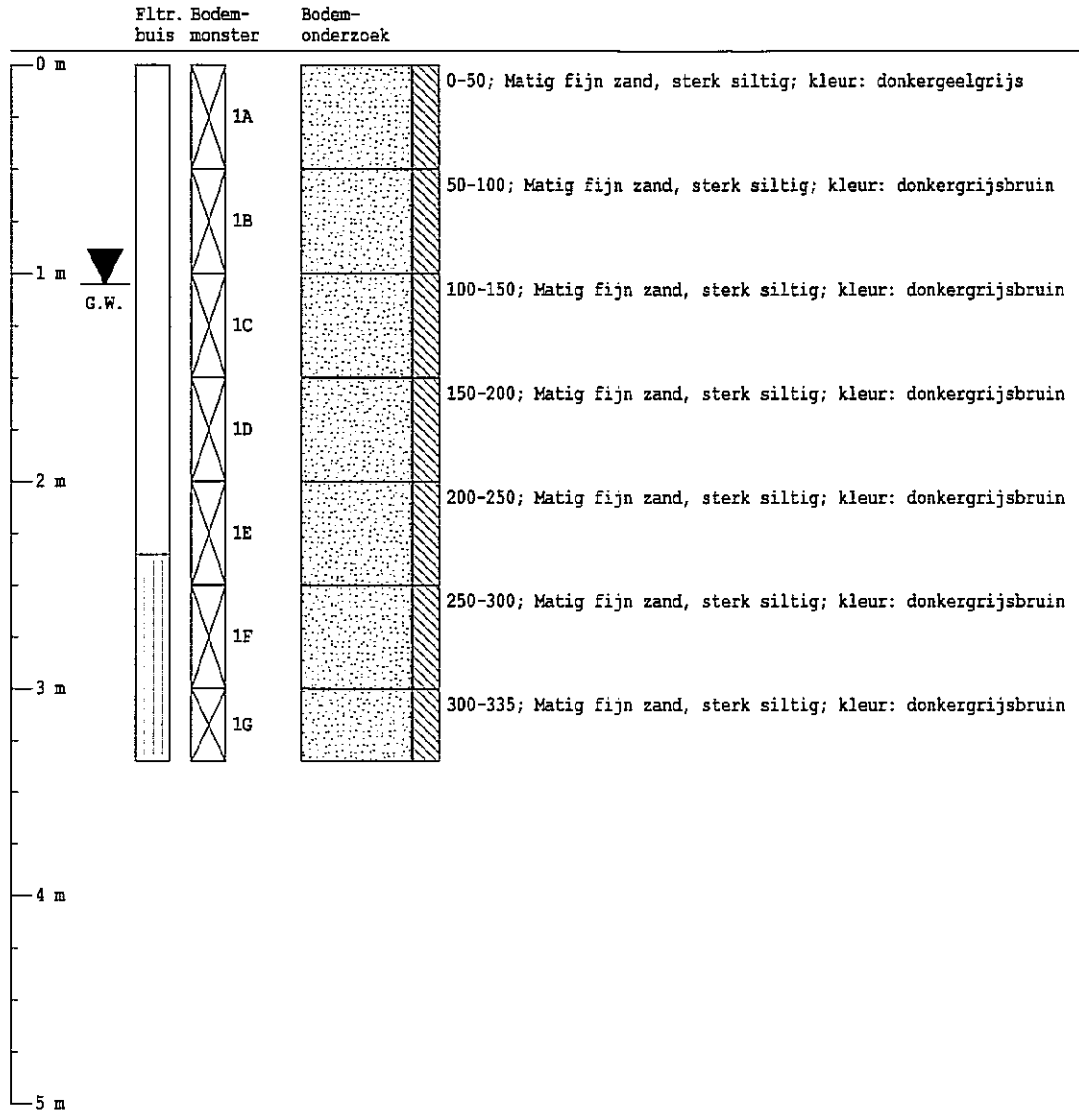 Fltr. Bodem- Bodem-
buis monster onderzoek
0 m
0-50; Matig fijn zand, sterk siltig; kleur: donkergeelgrijs
1A
50-100; Matig fijn zand, sterk siltig; kleur: donkergrijsbruin
1B
1 m
G.W.
100-150; Matig fijn zand, sterk siltig; kleur: donkergrijsbruin
1C
150-200; Matig fijn zand, sterk siltig; kleur: donkergrijsbruin
1D
2 m
200-250; Matig fijn zand, sterk siltig; kleur: donkergrijsbruin
1E
250-300; Matig fijn zand, sterk siltig; kleur: donkergrijsbruin
1F
3 m
300-335; Matig fijn zand, sterk siltig; kleur: donkergrijsbruin
1G
4 m
5 m